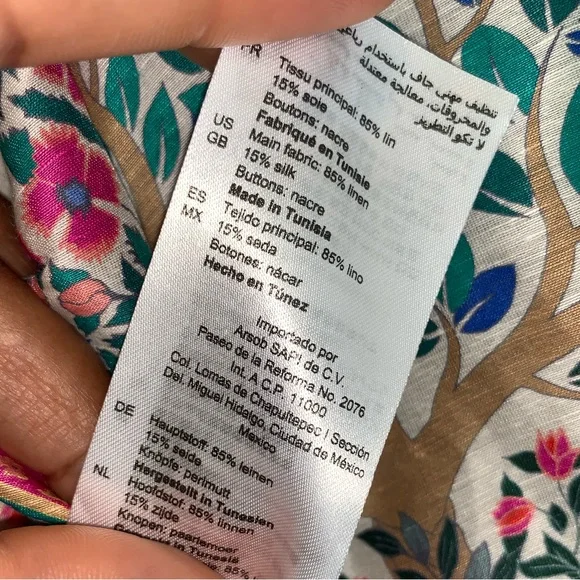 تنظيف مهني جاف باستخدام
والمحروقات، معالجة معتدلة
لا تكو التطريز
FR
Tissu principal: 85% lin
15% soie
Boutons: nacre
Fabriqué en Tunisie
US
GB
Main fabric: 85% linen
15% silk
Buttons: nacre
Made in Tunisia
ES
MX
Tejido principal: 85% lino
15% seda
Botones: nácar
Hecho en Túnez
Importado por
Arsob SAPI de C.V.
Paseo de la Reforma No. 2076
Int. A C.P. 11000
Col. Lomas de Chapultepec I Sección
Del. Miguel Hidalgo, Ciudad de México
Mexico
DE
Hauptstoff: 85% leinen
15% seide
Knöpfe: perlmutt
Hergestellt in Tunesien
NL
Hoofdstof: 85% linnen
15% zijde
Knopen: paarlemoer